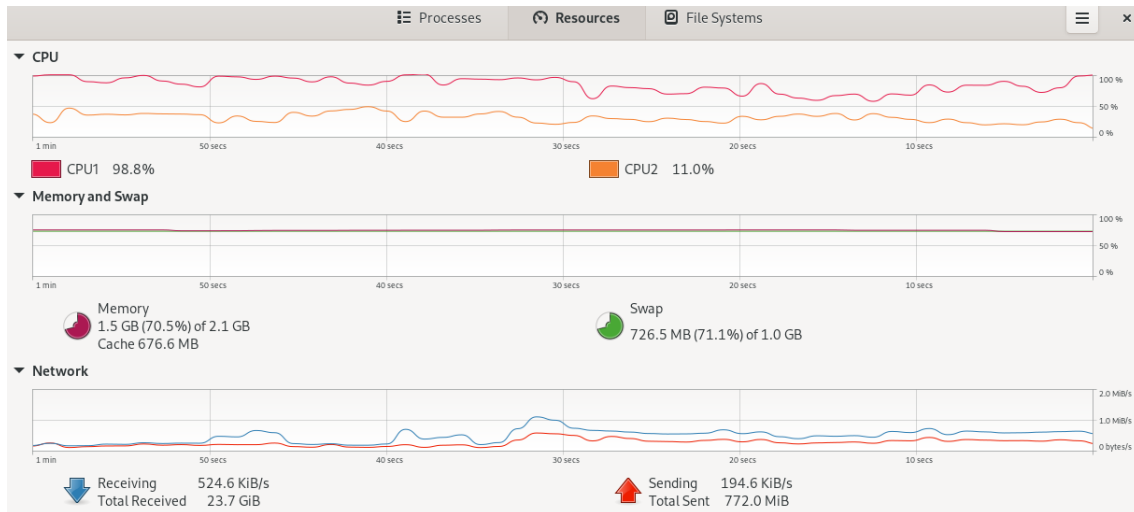 Processes Resources File Systems
CPU
100 %
50 %
0 %
1 min 50 secs 40 secs 30 secs 20 secs 10 secs
CPU1 98.8% CPU2 11.0%
Memory and Swap
100 %
50 %
0 %
1 min 50 secs 40 secs 30 secs 20 secs 10 secs
Memory
1.5 GB (70.5%) of 2.1 GB
Cache 676.6 MB
Swap
726.5 MB (71.1%) of 1.0 GB
Network
2.0 MiB/s
1.0 MiB/s
0 bytes/s
1 min 50 secs 40 secs 30 secs 20 secs 10 secs
Receiving 524.6 KiB/s
Total Received 23.7 GiB
Sending 194.6 KiB/s
Total Sent 772.0 MiB